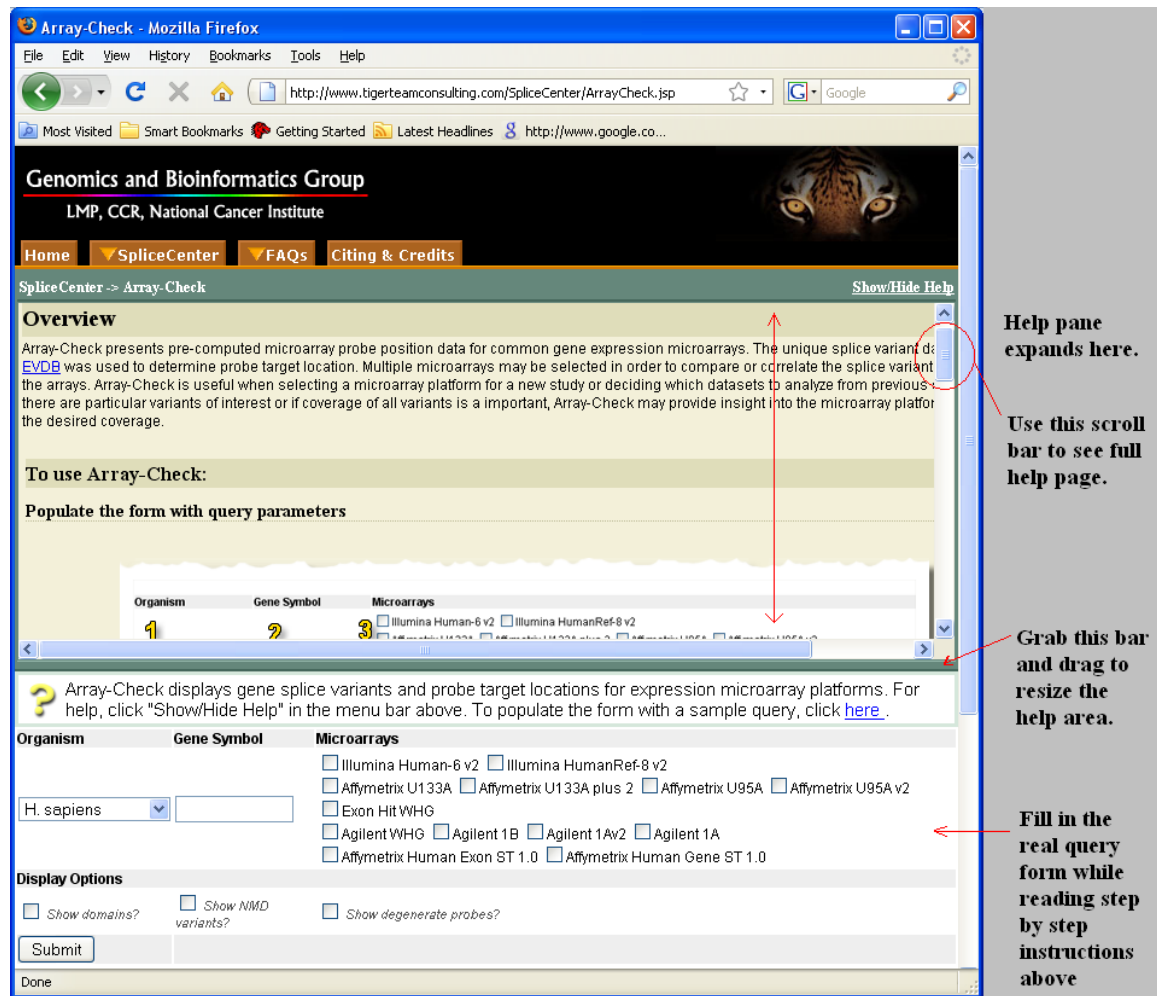 Array-Check - Mozilla Firefox
File Edit View History Bookmarks Tools Help
http://www.tigerteamconsulting.com/SpliceCenter/ArrayCheck.jsp
G Google
Most Visited Smart Bookmarks Getting Started Latest Headlines http://www.google.co...
Genomics and Bioinformatics Group
LMP, CCR, National Cancer Institute
Home SpliceCenter FAQs Citing & Credits
SpliceCenter -> Array-Check Show/Hide Help
Overview
Array-Check presents pre-computed microarray probe position data for common gene expression microarrays. The unique splice variant da
EVDB was used to determine probe target location. Multiple microarrays may be selected in order to compare or correlate the splice variant
the arrays. Array-Check is useful when selecting a microarray platform for a new study or deciding which datasets to analyze from previous
there are particular variants of interest or if coverage of all variants is a important, Array-Check may provide insight into the microarray platfor
the desired coverage.
To use Array-Check:
Populate the form with query parameters
Organism Gene Symbol Microarrays
1 2 3 Illumina Human-6 v2 Illumina HumanRef-8 v2
Affymetrix U133A Affymetrix U133A plus 2 Affymetrix U95A Affymetrix U95A v2
? Array-Check displays gene splice variants and probe target locations for expression microarray platforms. For
help, click "Show/Hide Help" in the menu bar above. To populate the form with a sample query, click here .
Organism Gene Symbol Microarrays
Illumina Human-6 v2 Illumina HumanRef-8 v2
Affymetrix U133A Affymetrix U133A plus 2 Affymetrix U95A Affymetrix U95A v2
H. sapiens Exon Hit WHG
Agilent WHG Agilent 1B Agilent 1Av2 Agilent 1A
Affymetrix Human Exon ST 1.0 Affymetrix Human Gene ST 1.0
Display Options
Show domains? Show NMD variants? Show degenerate probes?
Submit
Done
Help pane
expands here.
Use this scroll
bar to see full
help page.
Grab this bar
and drag to
resize the
help area.
Fill in the
real query
form while
reading step
by step
instructions
above